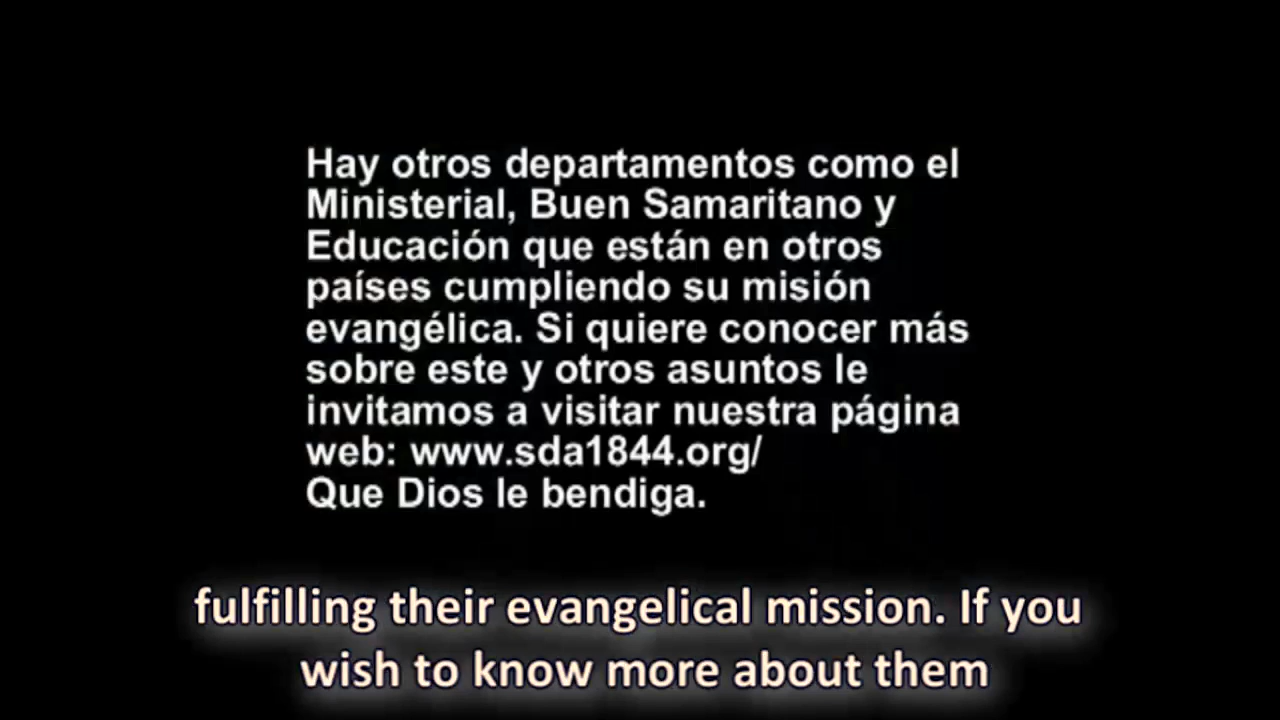 Hay otros departamentos como el
Ministerial, Buen Samaritano y
Educación que están en otros
países cumpliendo su misión
evangélica. Si quiere conocer más
sobre este y otros asuntos le
invitamos a visitar nuestra página
web: www.sda1844.org/
Que Dios le bendiga.
fulfilling their evangelical mission. If you
wish to know more about them